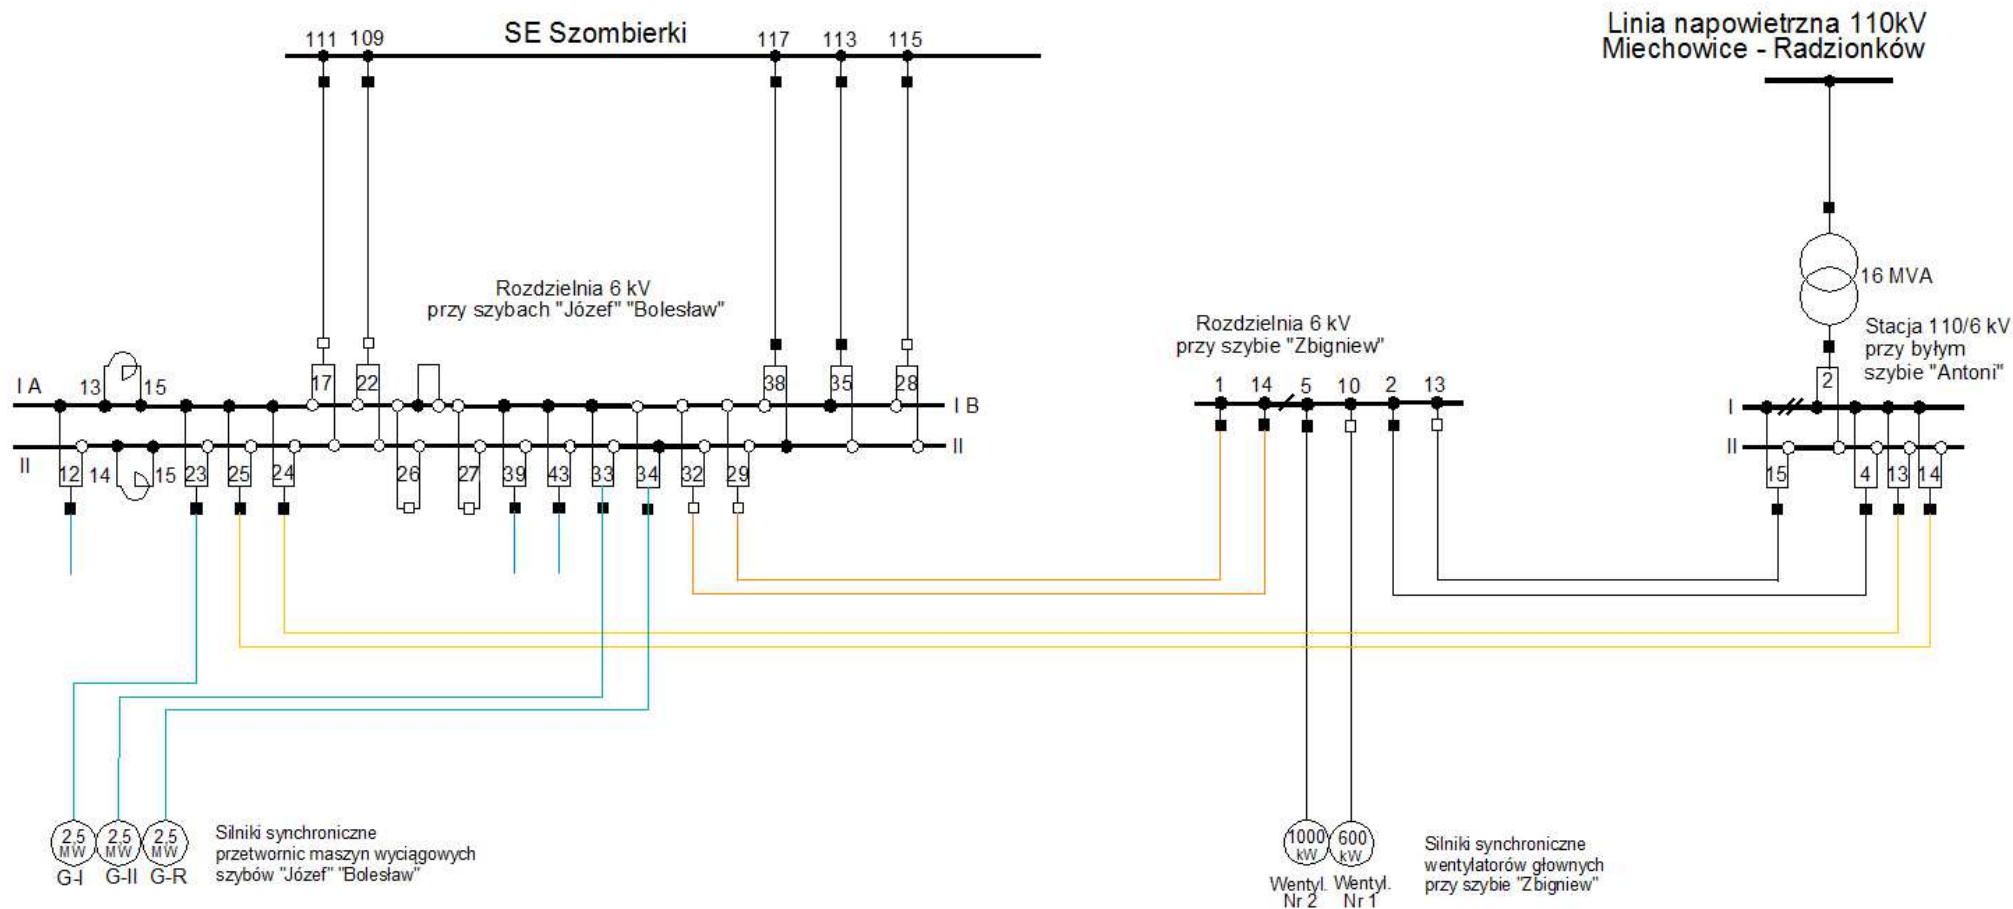 SE Szombierki
Linia napowietrzna 110kV
Miechowice - Radzionków
111 109 117 113 115
16 MVA
Rozdzielnia 6 kV
przy szybach "Józef" "Bolesław"
Rozdzielnia 6 kV
przy szybie "Zbigniew"
Stacja 110/6 kV
przy byłym
szybie "Antoni"
I A 13 15 17 22 38 35 28 I B
1 14 5 10 2 13
2
I
II 12 14 15 23 25 24 26 27 39 43 33 34 32 29 II
II 15 4 13 14
2,5 MW
2,5 MW
2,5 MW
G-I G-II G-R
Silniki synchroniczne
przetwornic maszyn wyciągowych
szybów "Józef" "Bolesław"
1000 kW
600 kW
Wentyl. Nr 2
Wentyl. Nr 1
Silniki synchroniczne
wentylatorów głownych
przy szybie "Zbigniew"